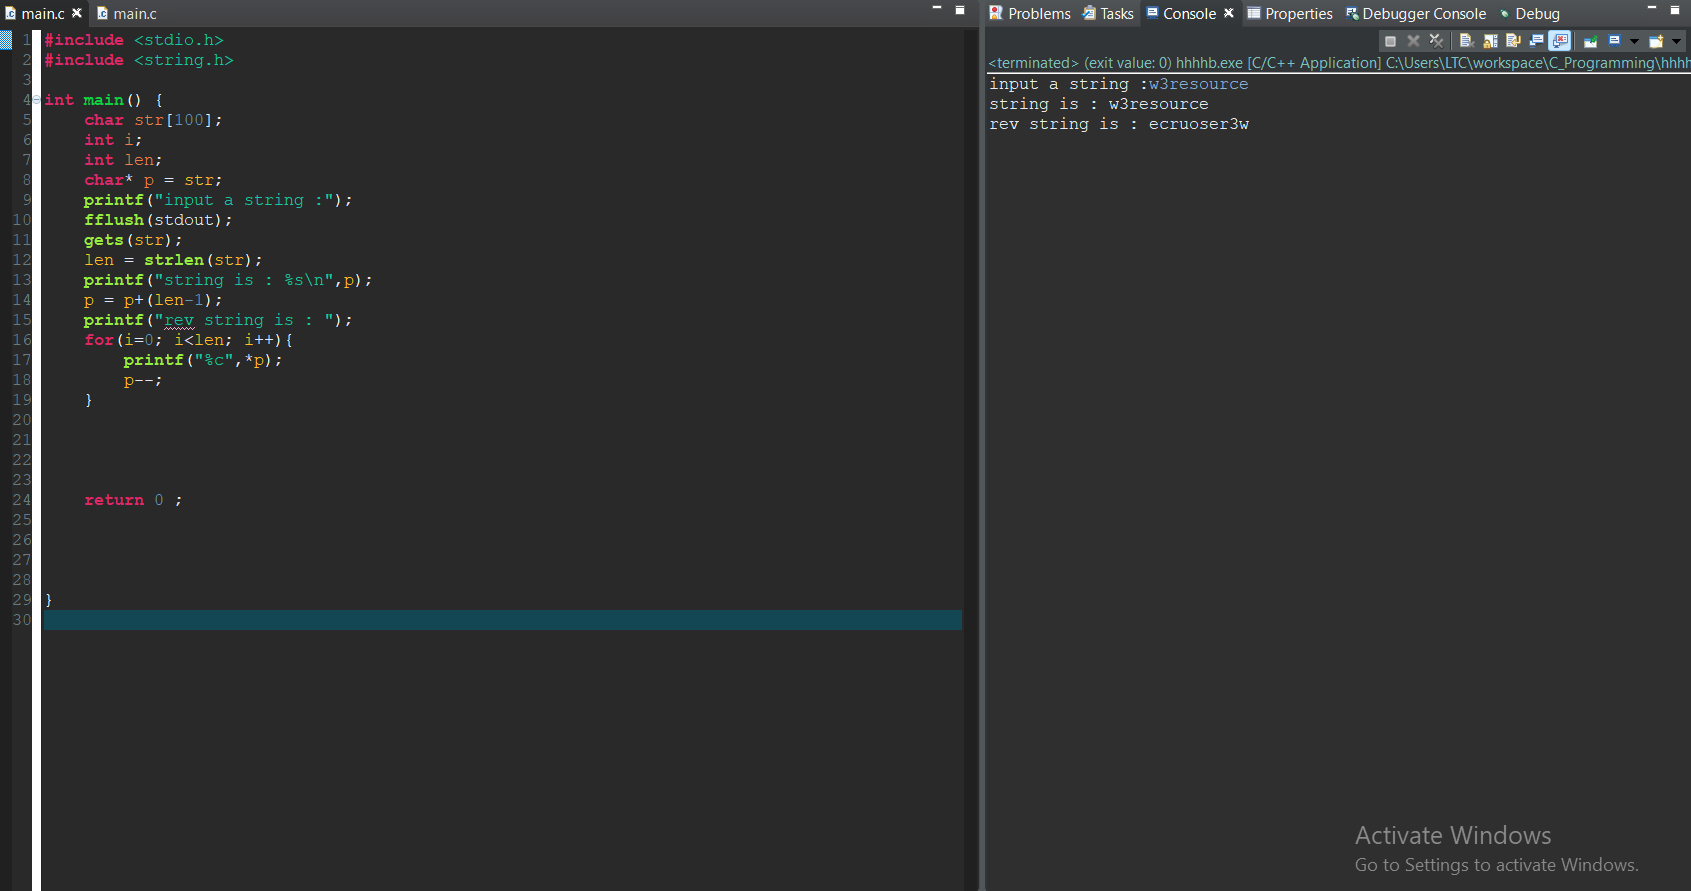 main.c main.c
1 #include <stdio.h>
2 #include <string.h>
3
4 int main() {
5 char str[100];
6 int i;
7 int len;
8 char* p = str;
9 printf("input a string :");
10 fflush(stdout);
11 gets(str);
12 len = strlen(str);
13 printf("string is : %s\n",p);
14 p = p+(len-1);
15 printf("rev string is : ");
16 for(i=0; i<len; i++){
17 printf("%c",*p);
18 p--;
19 }
20
21
22
23
24 return 0 ;
25
26
27
28
29 }
30
Problems Tasks Console Properties Debugger Console Debug
<terminated> (exit value: 0) hhhhb.exe [C/C++ Application] C:\Users\LTC\workspace\C_Programming\hhhh
input a string :w3resource
string is : w3resource
rev string is : ecruoser3w
Activate Windows
Go to Settings to activate Windows.